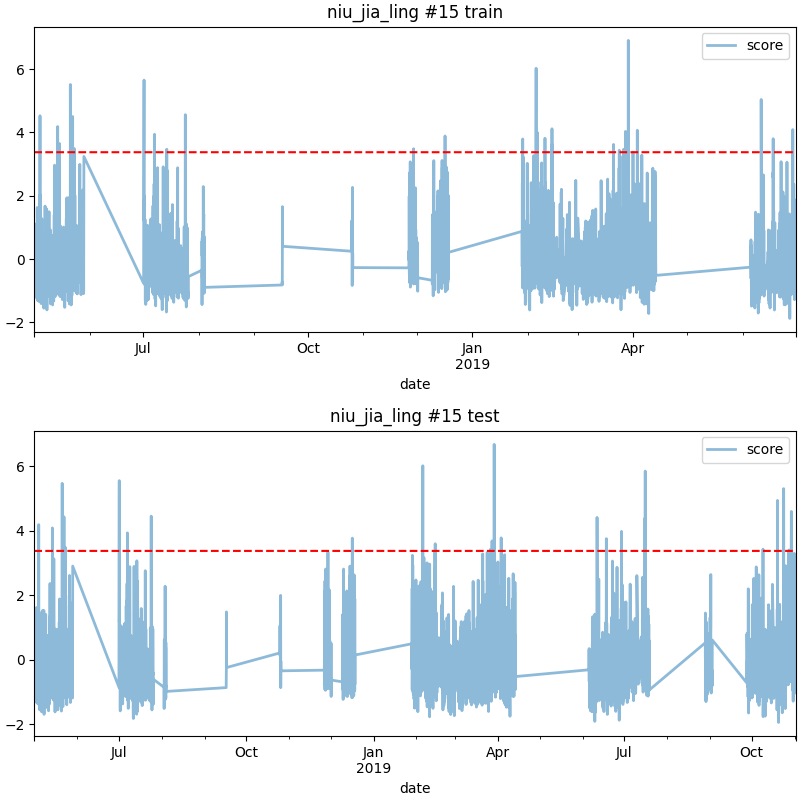 niu_jia_ling #15 train
score
6
4
2
0
−2
Jul
Oct
Jan
2019
Apr
date
niu_jia_ling #15 test
score
6
4
2
0
−2
Jul
Oct
Jan
2019
Apr
Jul
Oct
date